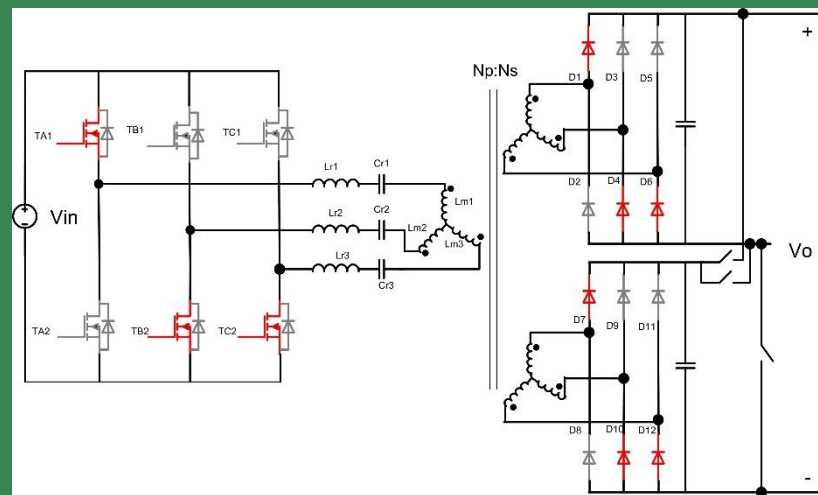 Np:Ns
+
D1
D3
D5
TA1
TB1
TC1
Lr1
Cr1
Lm1
D2
D4
D6
Vin
Lr2
Cr2
Lm2
Lm3
Lr3
Cr3
Vo
TA2
TB2
TC2
D7
D9
D11
D8
D10
D12
-